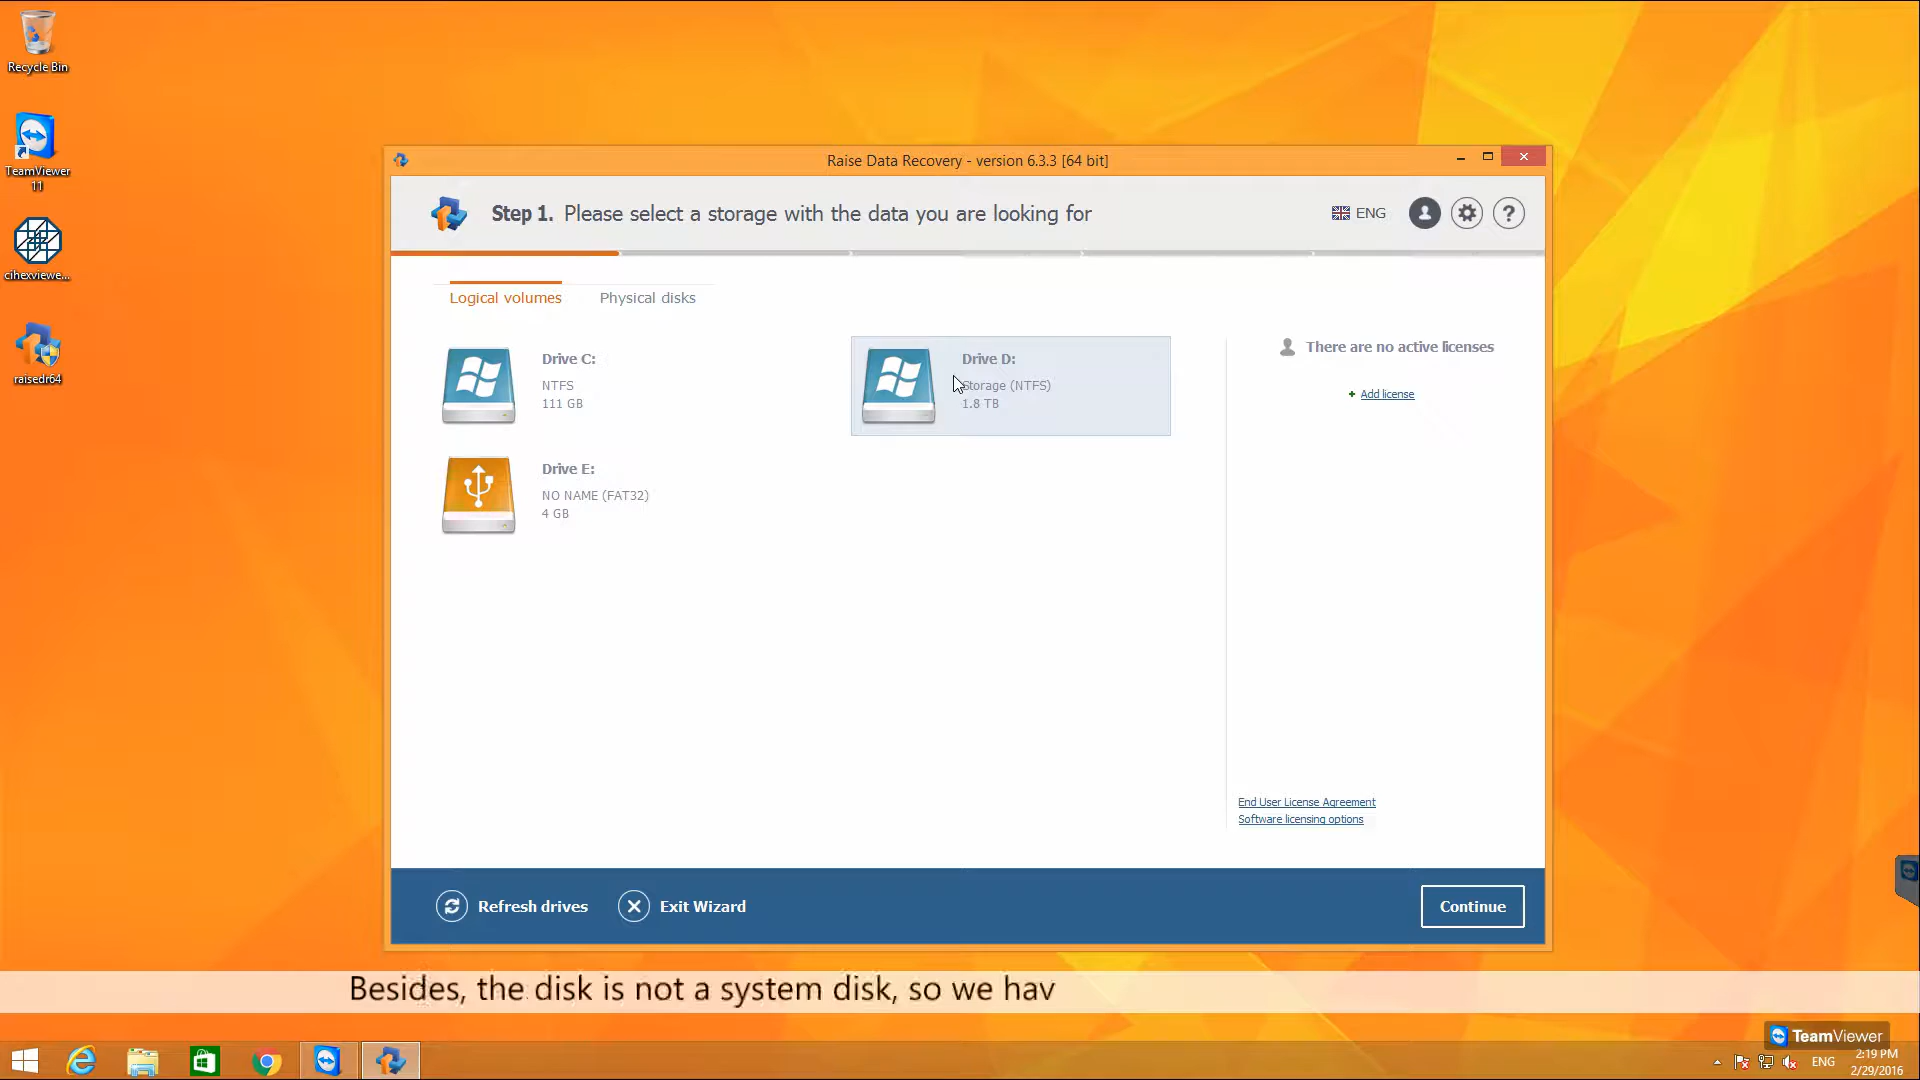 Recycle Bin
TeamViewer
11
cihexviewe...
raisedr64
Raise Data Recovery - version 6.3.3 [64 bit]
Step 1. Please select a storage with the data you are looking for
ENG
?
Logical volumes
Physical disks
Drive C:
NTFS
111 GB
Drive D:
Storage (NTFS)
1.8 TB
Drive E:
NO NAME (FAT32)
4 GB
There are no active licenses
+ Add license
End User License Agreement
Software licensing options
Refresh drives
Exit Wizard
Continue
Besides, the disk is not a system disk, so we hav
TeamViewer
ENG
2:19 PM
2/29/2016